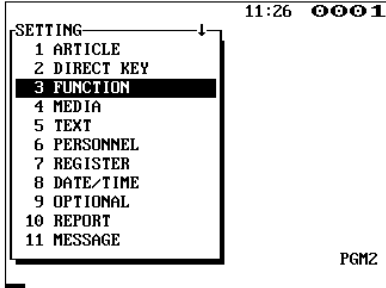 11:26 0001
SETTING ↓
1 ARTICLE
2 DIRECT KEY
3 FUNCTION
4 MEDIA
5 TEXT
6 PERSONNEL
7 REGISTER
8 DATE/TIME
9 OPTIONAL
10 REPORT
11 MESSAGE
PGM2